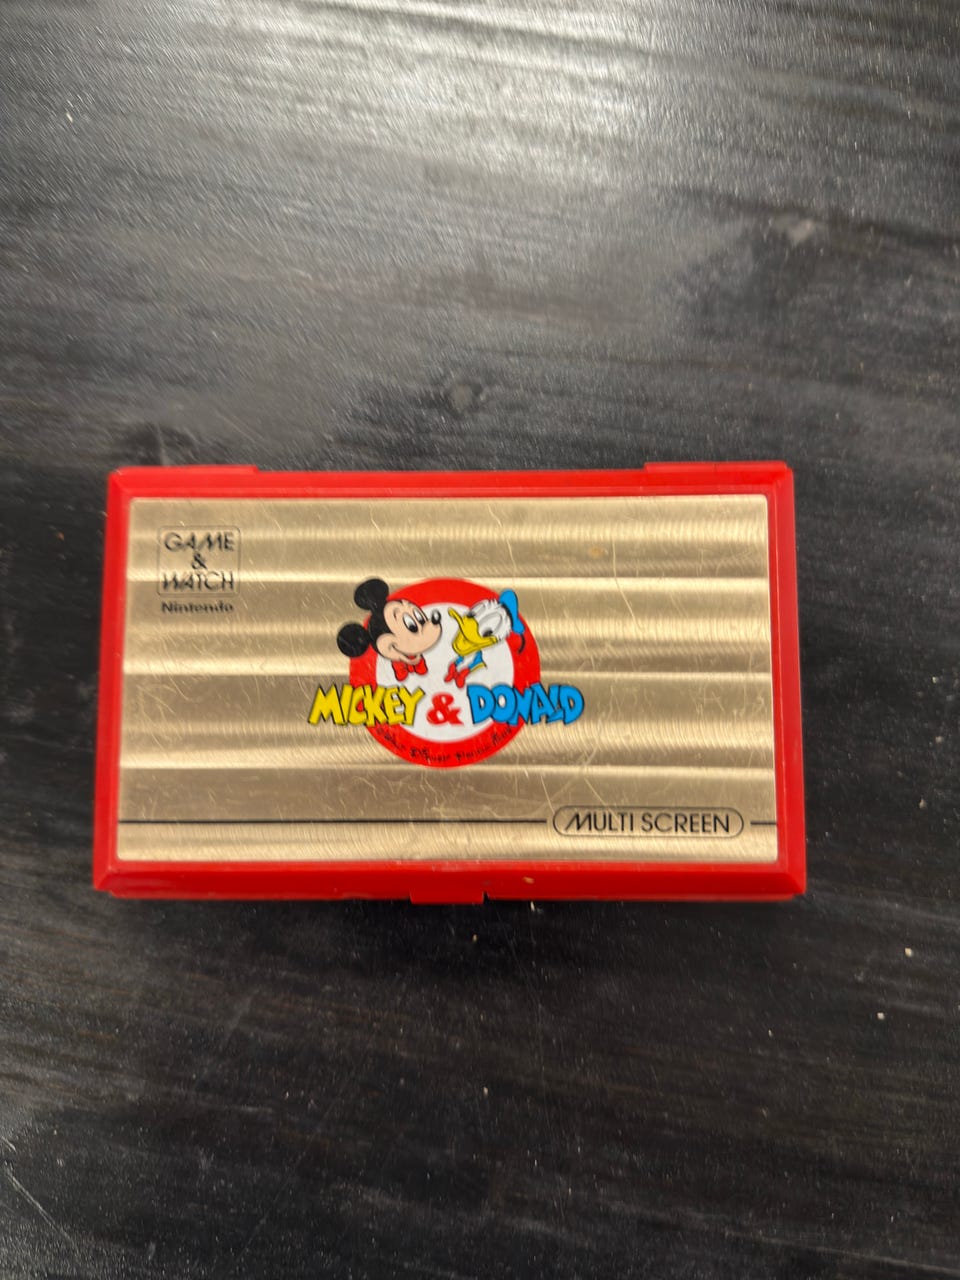 GAME
&
WATCH
Nintendo
MICKEY & DONALD
MULTI SCREEN